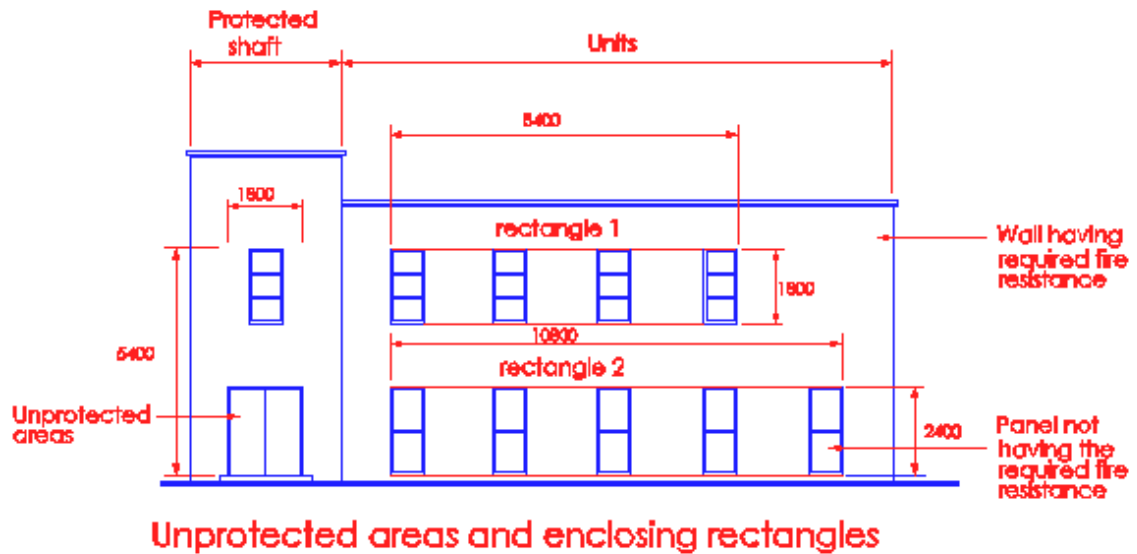 Protected
shaft
Units
8400
1800
rectangle 1
Wall having
required fire
resistance
1800
10800
5400
rectangle 2
Unprotected
areas
2400
Panel not
having the
required fire
resistance
Unprotected areas and enclosing rectangles